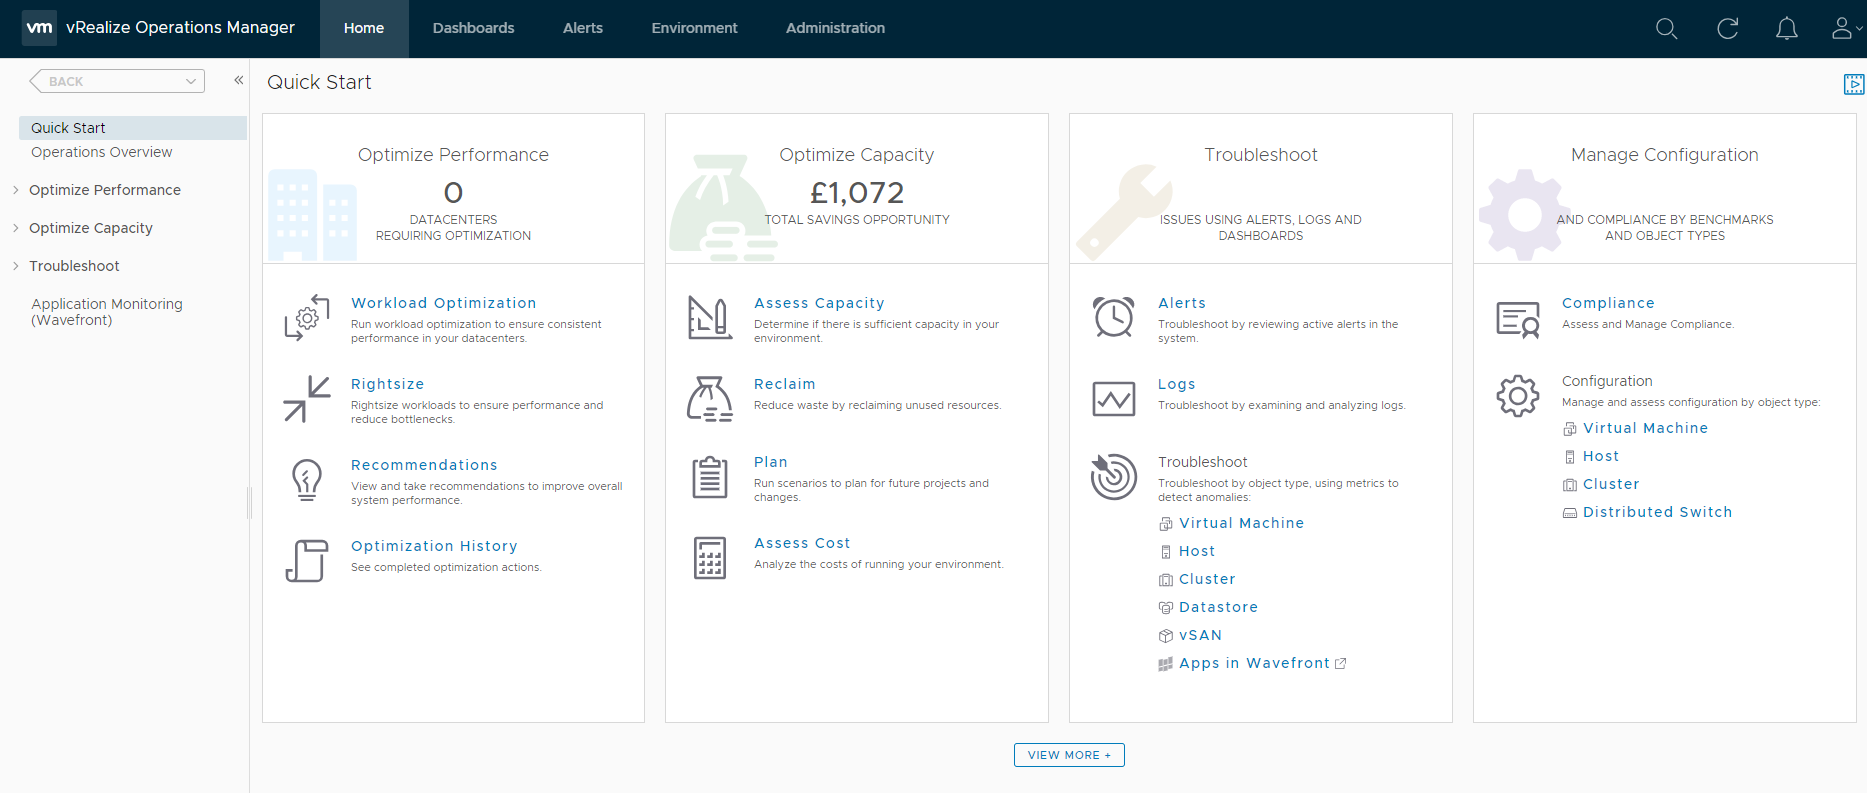 vm vRealize Operations Manager Home Dashboards Alerts Environment Administration
BACK
Quick Start
Operations Overview
Optimize Performance
Optimize Capacity
Troubleshoot
Application Monitoring
(Wavefront)
Quick Start
Optimize Performance
0
DATACENTERS
REQUIRING OPTIMIZATION
Workload Optimization
Run workload optimization to ensure consistent
performance in your datacenters.
Rightsize
Rightsize workloads to ensure performance and
reduce bottlenecks.
Recommendations
View and take recommendations to improve overall
system performance.
Optimization History
See completed optimization actions.
Optimize Capacity
£1,072
TOTAL SAVINGS OPPORTUNITY
Assess Capacity
Determine if there is sufficient capacity in your
environment.
Reclaim
Reduce waste by reclaiming unused resources.
Plan
Run scenarios to plan for future projects and
changes.
Assess Cost
Analyze the costs of running your environment.
Troubleshoot
ISSUES USING ALERTS, LOGS AND
DASHBOARDS
Alerts
Troubleshoot by reviewing active alerts in the
system.
Logs
Troubleshoot by examining and analyzing logs.
Troubleshoot
Troubleshoot by object type, using metrics to
detect anomalies:
Virtual Machine
Host
Cluster
Datastore
vSAN
Apps in Wavefront
Manage Configuration
AND COMPLIANCE BY BENCHMARKS
AND OBJECT TYPES
Compliance
Assess and Manage Compliance.
Configuration
Manage and assess configuration by object type:
Virtual Machine
Host
Cluster
Distributed Switch
VIEW MORE +